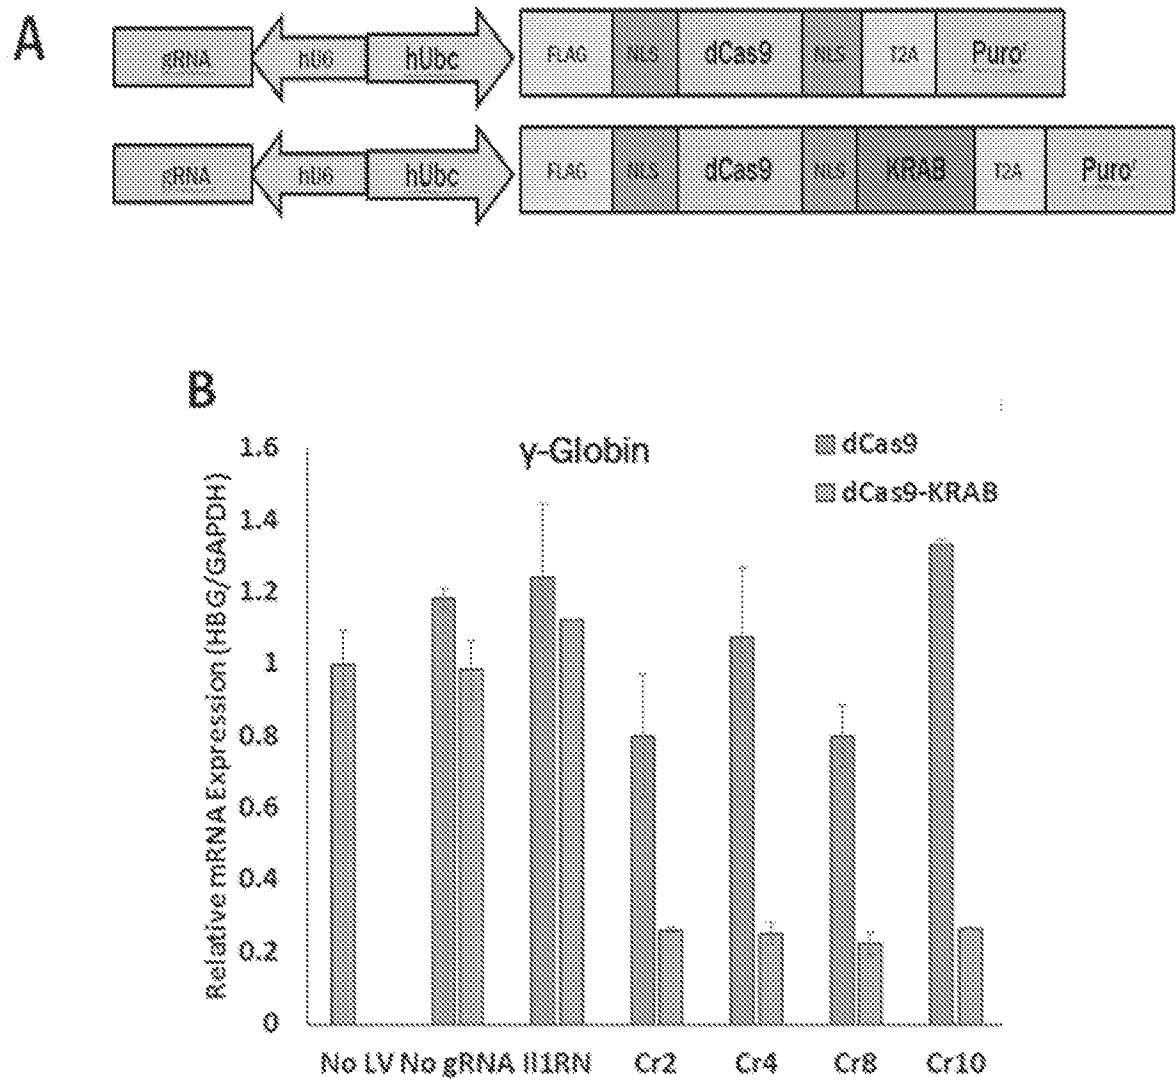 A
gRNA hU6 hUbc FLAG NLS dCas9 NLS T2A Puroʳ
gRNA hU6 hUbc FLAG NLS dCas9 NLS KRAB T2A Puroʳ
B
γ-Globin
dCas9
dCas9-KRAB
Relative mRNA Expression (HBG/GAPDH)
1.6
1.4
1.2
1
0.8
0.6
0.4
0.2
0
No LV No gRNA Il1RN Cr2 Cr4 Cr8 Cr10